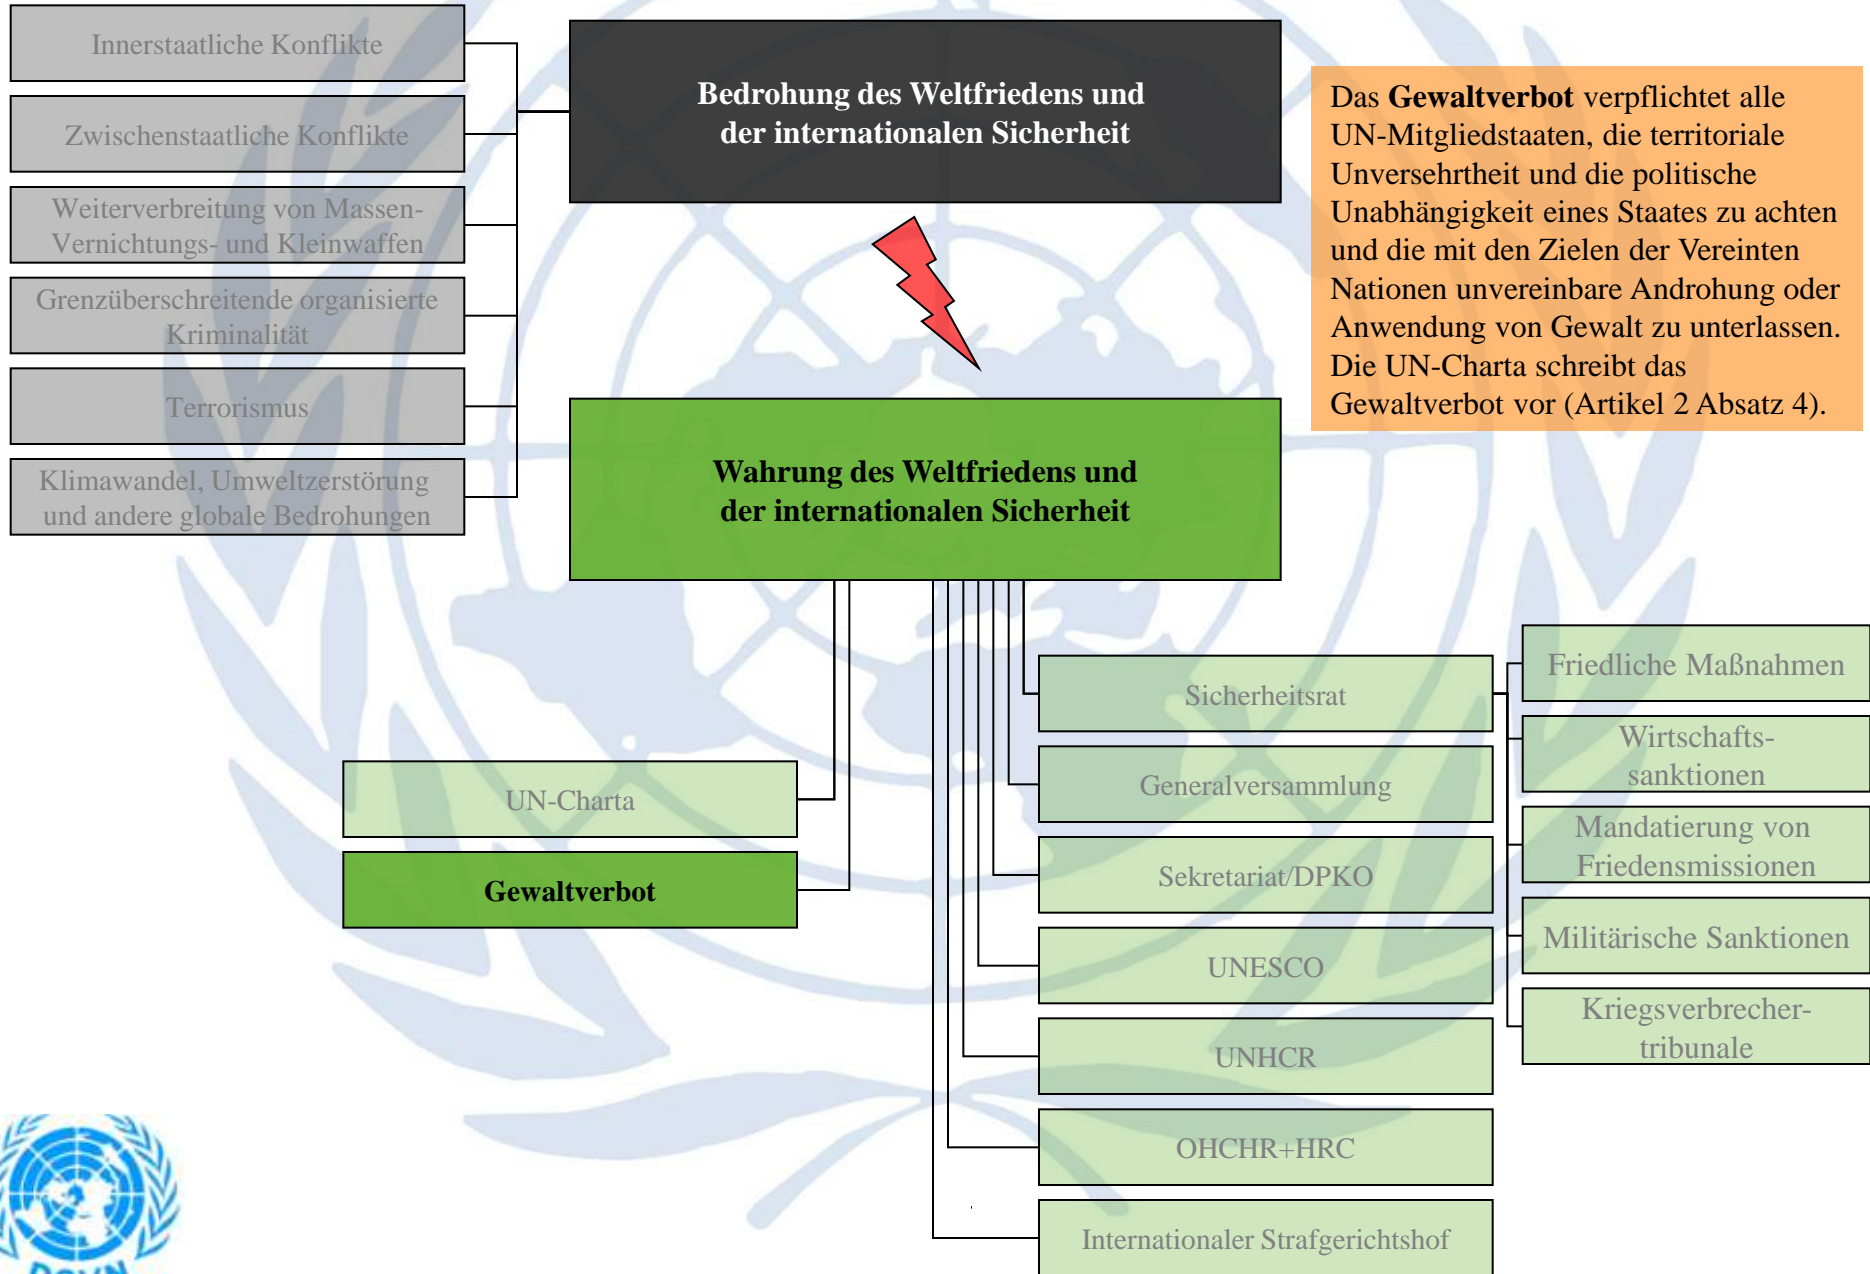 Innerstaatliche Konflikte
Zwischenstaatliche Konflikte
Weiterverbreitung von Massen-
Vernichtungs- und Kleinwaffen
Grenzüberschreitende organisierte
Kriminalität
Terrorismus
Klimawandel, Umweltzerstörung
und andere globale Bedrohungen
Bedrohung des Weltfriedens und
der internationalen Sicherheit
Das Gewaltverbot verpflichtet alle
UN-Mitgliedstaaten, die territoriale
Unversehrtheit und die politische
Unabhängigkeit eines Staates zu achten
und die mit den Zielen der Vereinten
Nationen unvereinbare Androhung oder
Anwendung von Gewalt zu unterlassen.
Die UN-Charta schreibt das
Gewaltverbot vor (Artikel 2 Absatz 4).
Wahrung des Weltfriedens und
der internationalen Sicherheit
UN-Charta
Gewaltverbot
Sicherheitsrat
Generalversammlung
Sekretariat/DPKO
UNESCO
UNHCR
OHCHR+HRC
Internationaler Strafgerichtshof
Friedliche Maßnahmen
Wirtschafts-
sanktionen
Mandatierung von
Friedensmissionen
Militärische Sanktionen
Kriegsverbrecher-
tribunale
DGVN